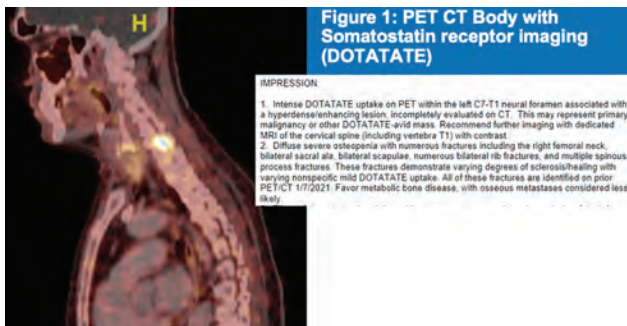 H
Figure 1: PET CT Body with
Somatostatin receptor imaging
(DOTATATE)
IMPRESSION:
1. Intense DOTATATE uptake on PET within the left C7-T1 neural foramen associated with
a hyperdense/enhancing lesion, incompletely evaluated on CT. This may represent primary
malignancy or other DOTATATE-avid mass. Recommend further imaging with dedicated
MRI of the cervical spine (including vertebra T1) with contrast.
2. Diffuse severe osteopenia with numerous fractures including the right femoral neck,
bilateral sacral ala, bilateral scapulae, numerous bilateral rib fractures, and multiple spinous
process fractures. These fractures demonstrate varying degrees of sclerosis/healing with
varying nonspecific mild DOTATATE uptake. All of these fractures are identified on prior
PET/CT 1/7/2021. Favor metabolic bone disease, with osseous metastases considered less
likely.